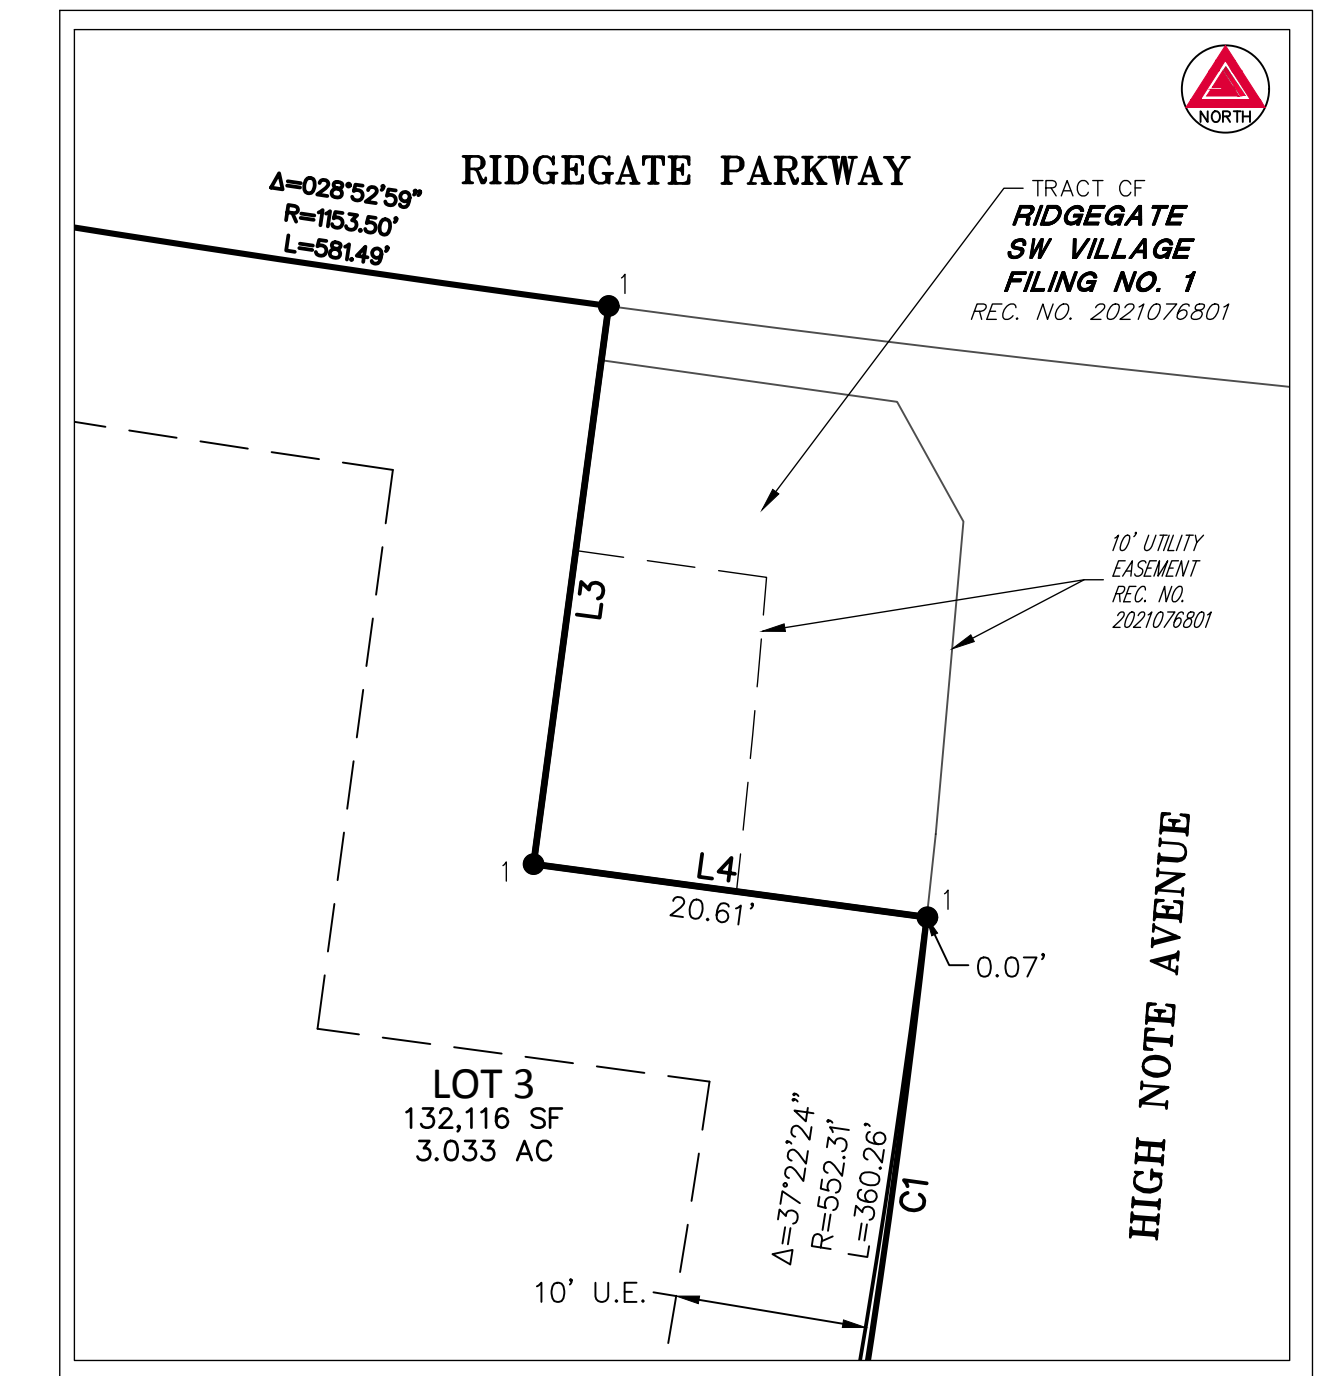 NORTH
RIDGEGATE PARKWAY
Δ=028°52'59"
R=1153.50'
L=581.49'
TRACT CF
RIDGEGATE
SW VILLAGE
FILING NO. 1
REC. NO. 2021076801
1
10' UTILITY
EASEMENT
REC. NO.
2021076801
L3
L4
20.61'
1
1
0.07'
HIGH NOTE AVENUE
LOT 3
132,116 SF
3.033 AC
Δ=37°22'24"
R=552.31'
L=360.26'
C1
10' U.E.